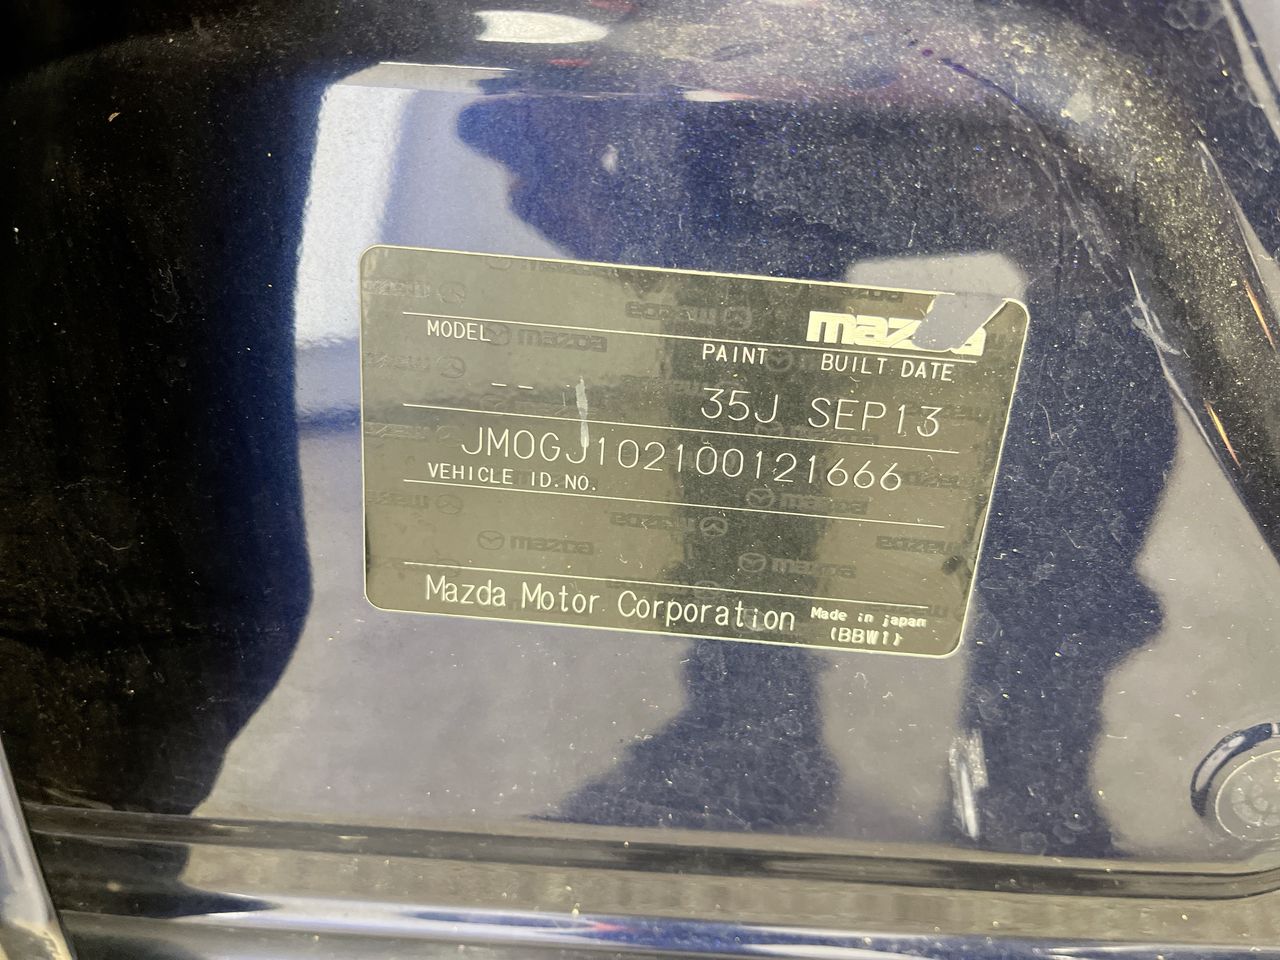 mazda
MODEL PAINT BUILT DATE
-- 35J SEP13
JM0GJ102100121666
VEHICLE ID.NO.
Mazda Motor Corporation Made in japan
(BBW1)